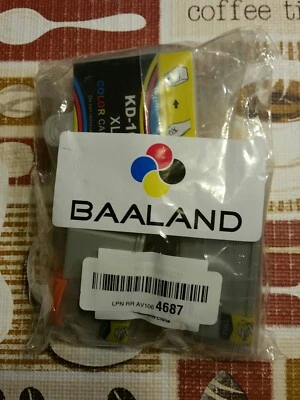 coffee ti
KD-1
XL
COLOR CA
BAALAND
LPN RR AV106 4687